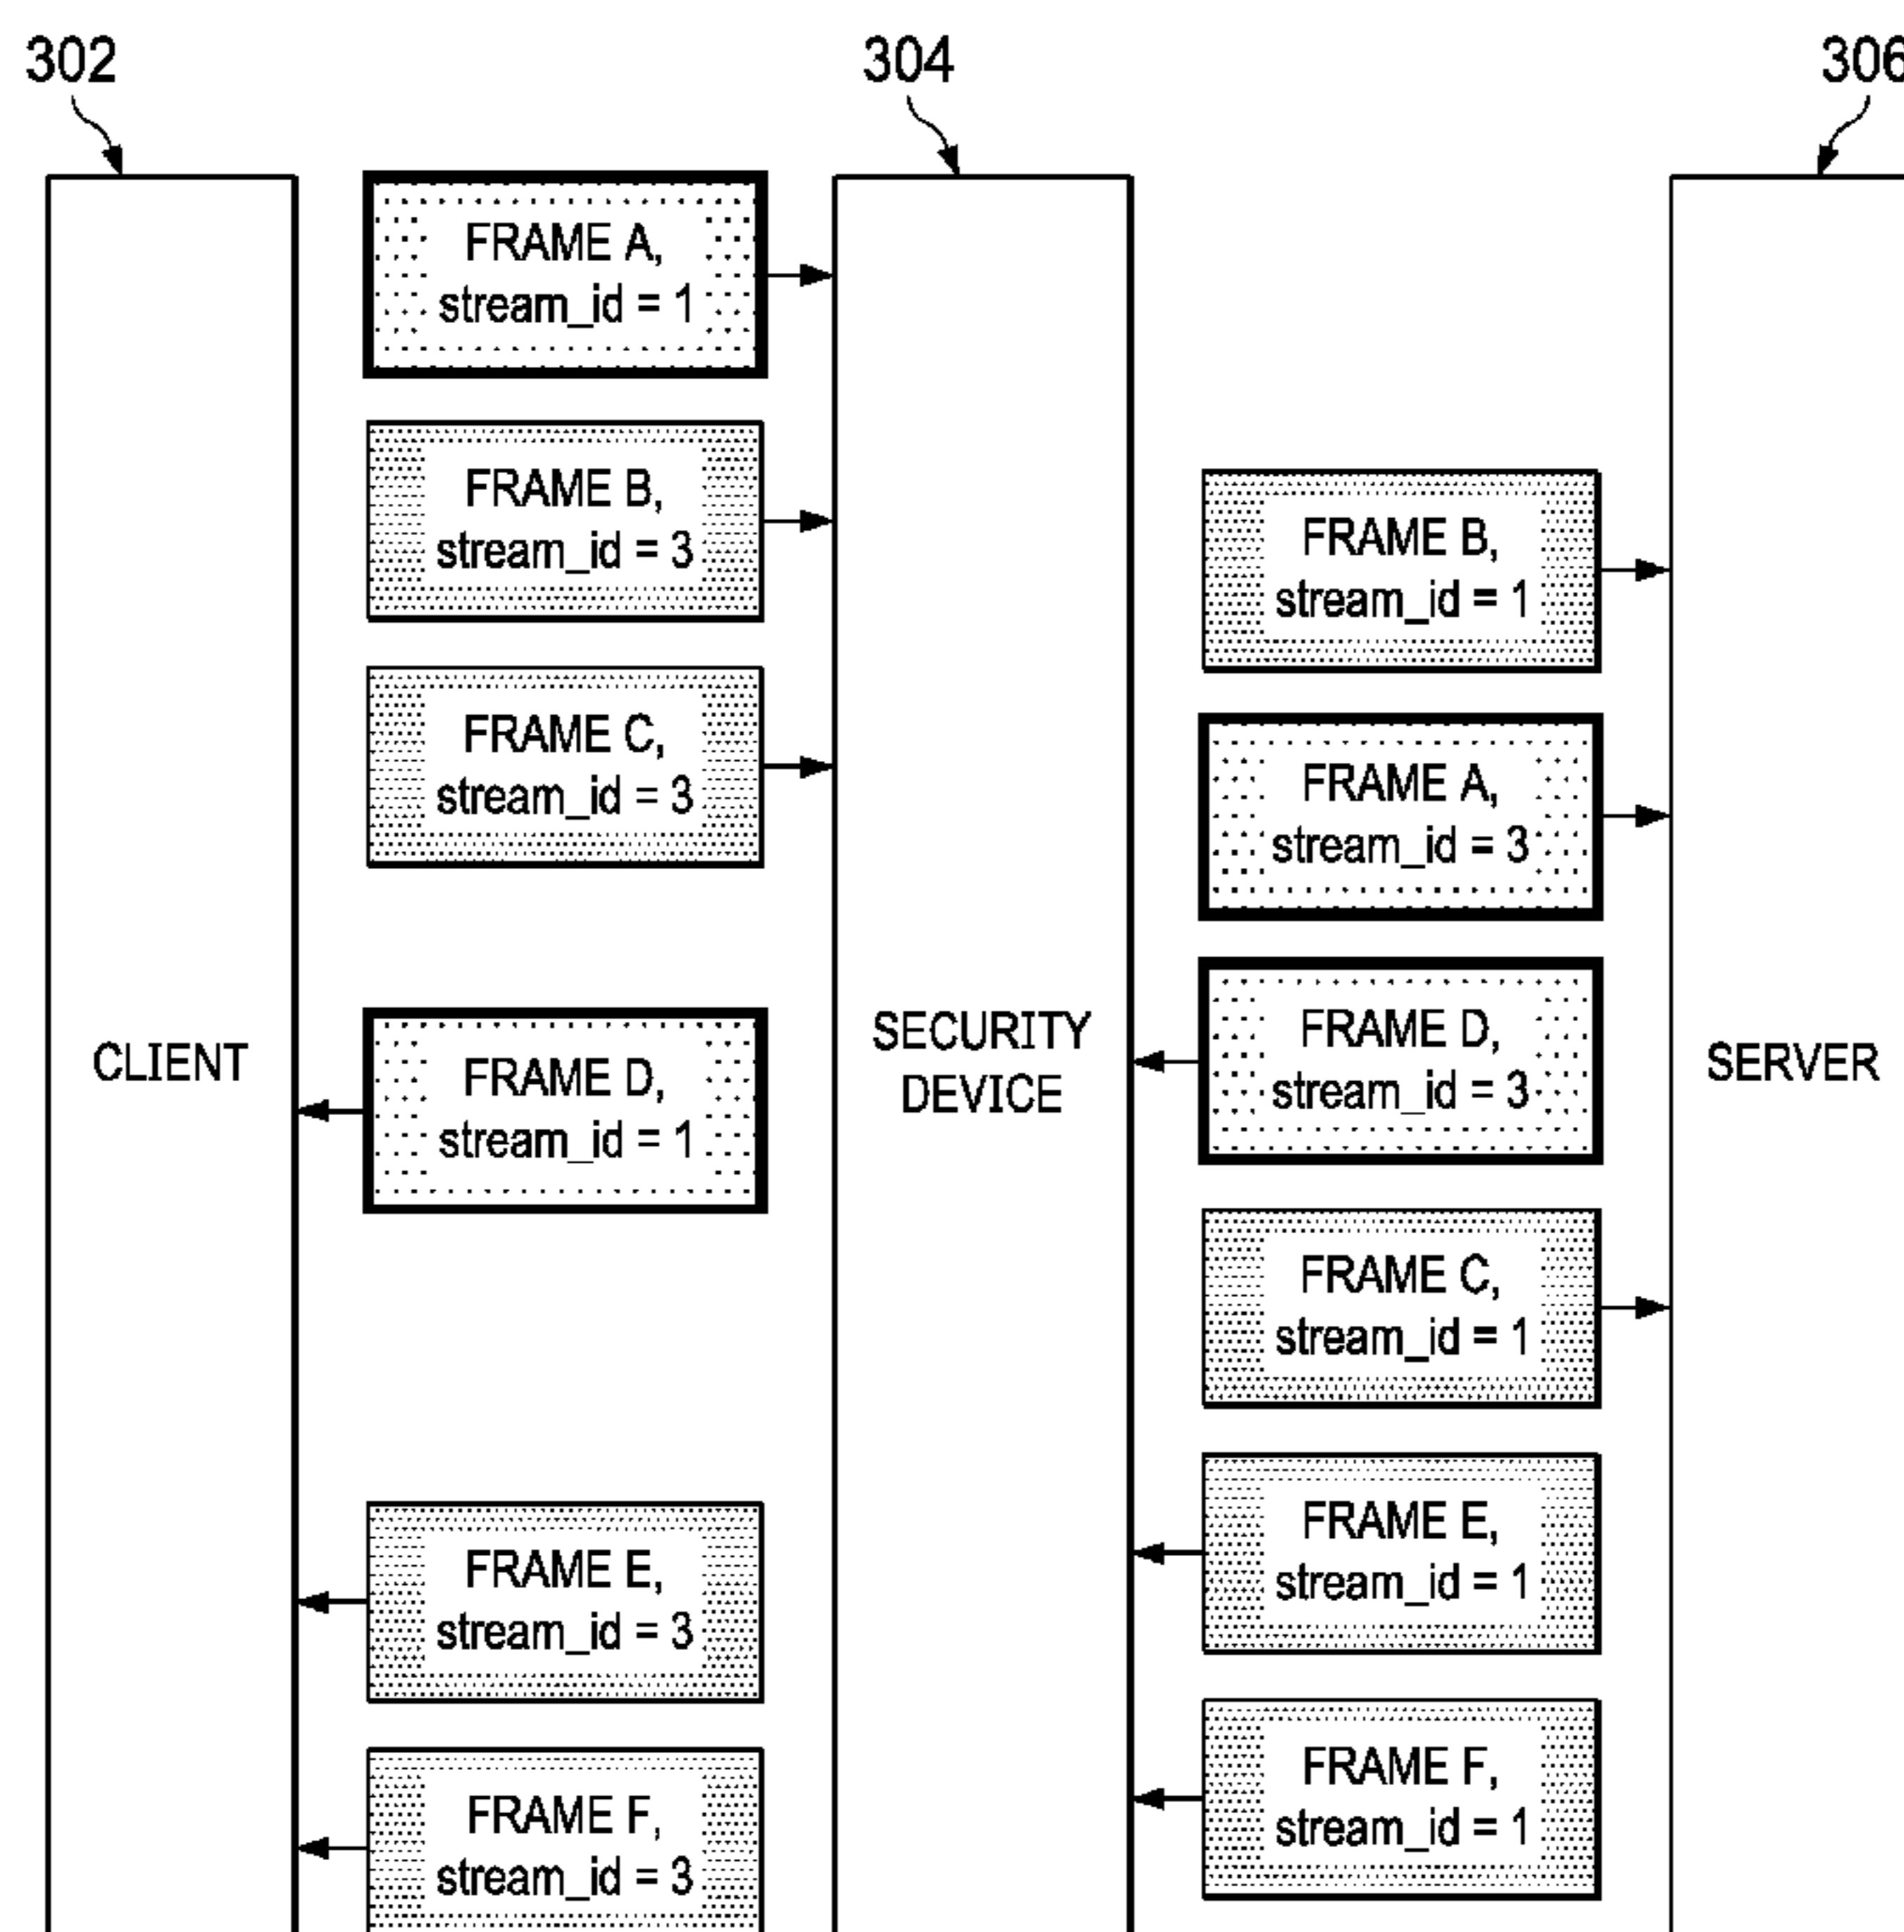 302
304
306
FRAME A,
stream_id = 1
FRAME B,
stream_id = 3
FRAME B,
stream_id = 1
FRAME C,
stream_id = 3
FRAME A,
stream_id = 3
CLIENT
FRAME D,
stream_id = 1
SECURITY
DEVICE
FRAME D,
stream_id = 3
SERVER
FRAME C,
stream_id = 1
FRAME E,
stream_id = 3
FRAME E,
stream_id = 1
FRAME F,
stream_id = 3
FRAME F,
stream_id = 1